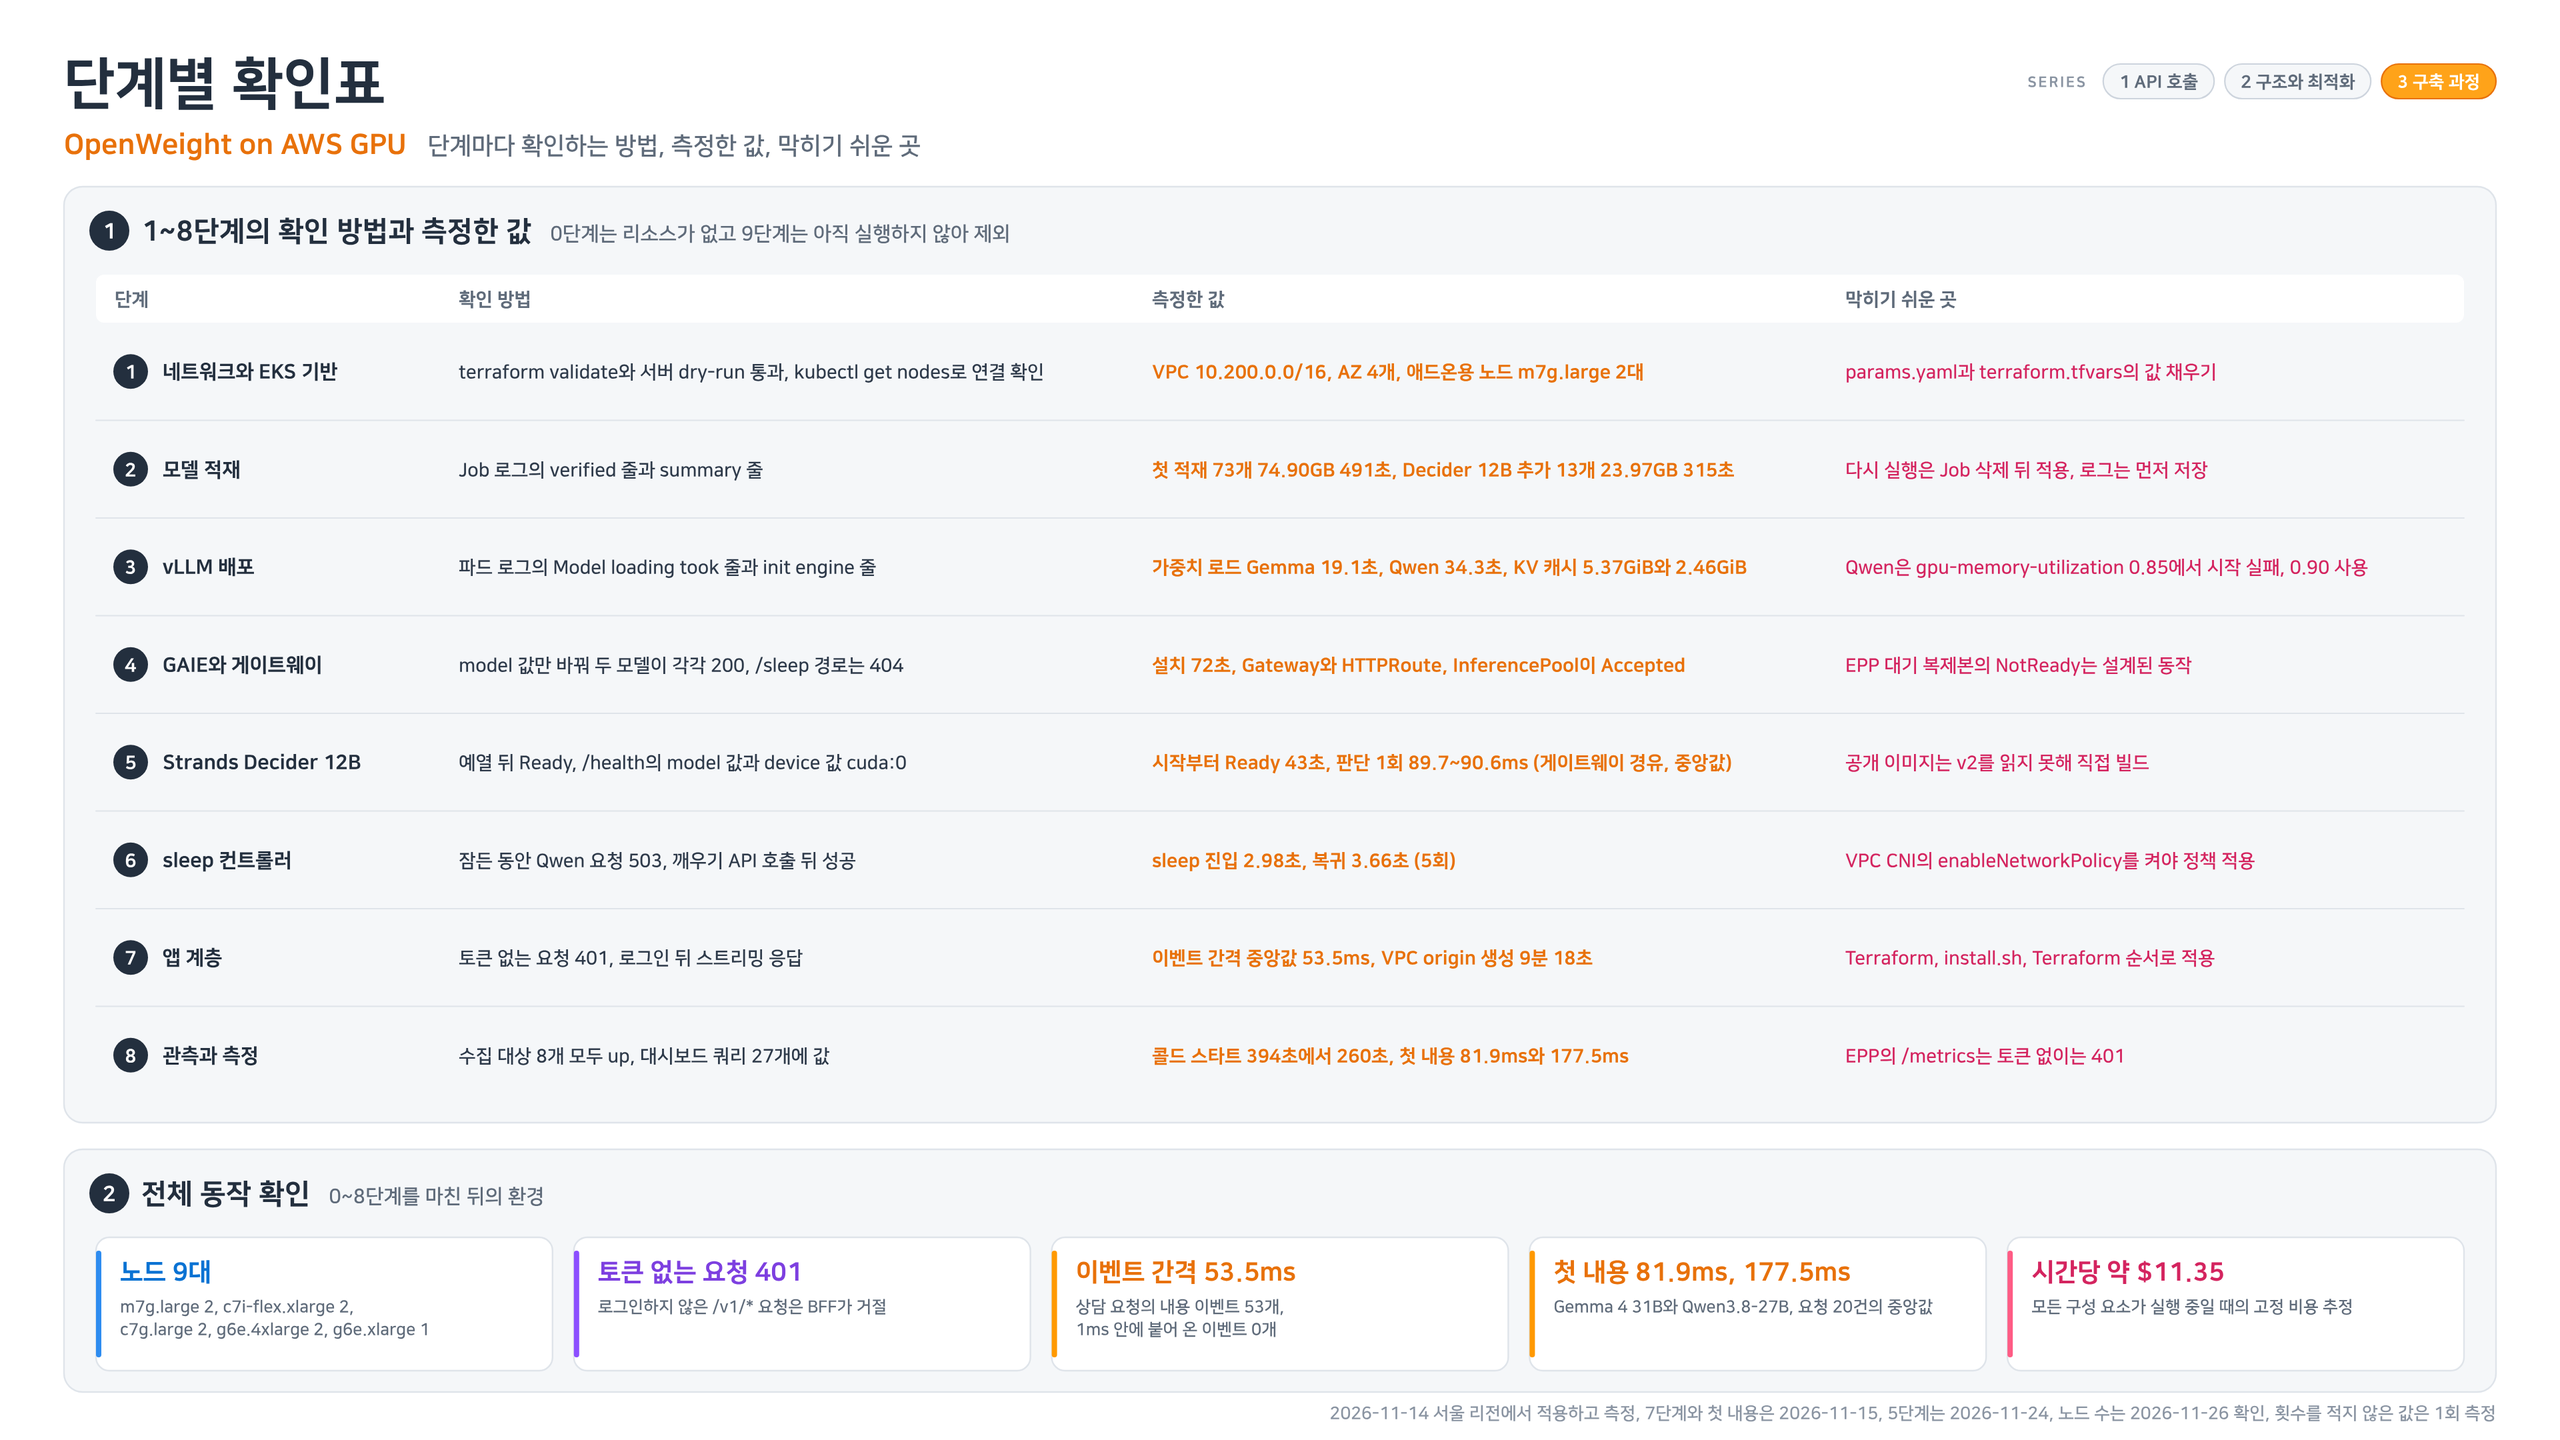 단계별 확인표
SERIES 1 API 호출 2 구조와 최적화 3 구축 과정
OpenWeight on AWS GPU 단계마다 확인하는 방법, 측정한 값, 막히기 쉬운 곳
1 1~8단계의 확인 방법과 측정한 값 0단계는 리소스가 없고 9단계는 아직 실행하지 않아 제외
단계 확인 방법 측정한 값 막히기 쉬운 곳
1 네트워크와 EKS 기반 terraform validate와 서버 dry-run 통과, kubectl get nodes로 연결 확인 VPC 10.200.0.0/16, AZ 4개, 애드온용 노드 m7g.large 2대 params.yaml과 terraform.tfvars의 값 채우기
2 모델 적재 Job 로그의 verified 줄과 summary 줄 첫 적재 73개 74.90GB 491초, Decider 12B 추가 13개 23.97GB 315초 다시 실행은 Job 삭제 뒤 적용, 로그는 먼저 저장
3 vLLM 배포 파드 로그의 Model loading took 줄과 init engine 줄 가중치 로드 Gemma 19.1초, Qwen 34.3초, KV 캐시 5.37GiB와 2.46GiB Qwen은 gpu-memory-utilization 0.85에서 시작 실패, 0.90 사용
4 GAIE와 게이트웨이 model 값만 바꿔 두 모델이 각각 200, /sleep 경로는 404 설치 72초, Gateway와 HTTPRoute, InferencePool이 Accepted EPP 대기 복제본의 NotReady는 설계된 동작
5 Strands Decider 12B 예열 뒤 Ready, /health의 model 값과 device 값 cuda:0 시작부터 Ready 43초, 판단 1회 89.7~90.6ms (게이트웨이 경유, 중앙값) 공개 이미지는 v2를 읽지 못해 직접 빌드
6 sleep 컨트롤러 잠든 동안 Qwen 요청 503, 깨우기 API 호출 뒤 성공 sleep 진입 2.98초, 복귀 3.66초 (5회) VPC CNI의 enableNetworkPolicy를 켜야 정책 적용
7 앱 계층 토큰 없는 요청 401, 로그인 뒤 스트리밍 응답 이벤트 간격 중앙값 53.5ms, VPC origin 생성 9분 18초 Terraform, install.sh, Terraform 순서로 적용
8 관측과 측정 수집 대상 8개 모두 up, 대시보드 쿼리 27개에 값 콜드 스타트 394초에서 260초, 첫 내용 81.9ms와 177.5ms EPP의 /metrics는 토큰 없이는 401
2 전체 동작 확인 0~8단계를 마친 뒤의 환경
노드 9대
m7g.large 2, c7i-flex.xlarge 2,
c7g.large 2, g6e.4xlarge 2, g6e.xlarge 1
토큰 없는 요청 401
로그인하지 않은 /v1/* 요청은 BFF가 거절
이벤트 간격 53.5ms
상담 요청의 내용 이벤트 53개,
1ms 안에 붙어 온 이벤트 0개
첫 내용 81.9ms, 177.5ms
Gemma 4 31B와 Qwen3.8-27B, 요청 20건의 중앙값
시간당 약 $11.35
모든 구성 요소가 실행 중일 때의 고정 비용 추정
2026-11-14 서울 리전에서 적용하고 측정, 7단계와 첫 내용은 2026-11-15, 5단계는 2026-11-24, 노드 수는 2026-11-26 확인, 횟수를 적지 않은 값은 1회 측정